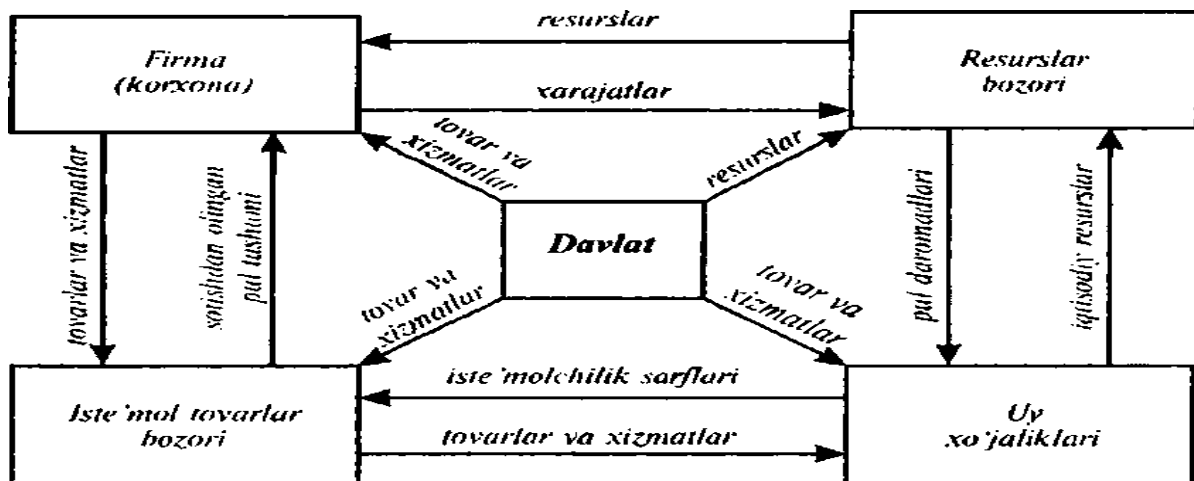 resurslar
Firma
(korxona)
Resurslar
bozori
xarajatlar
tovar va
xizmatlar
resurslar
tovarlar va xizmatlar
sotishdan olingan
pul tushumi
Davlat
pul daromadlari
iqtisodiy resurslar
tovar va
xizmatlar
tovar va
xizmatlar
iste'molchilik sarflari
Iste'mol tovarlar
bozori
Uy
xo'jaliklari
tovarlar va xizmatlar